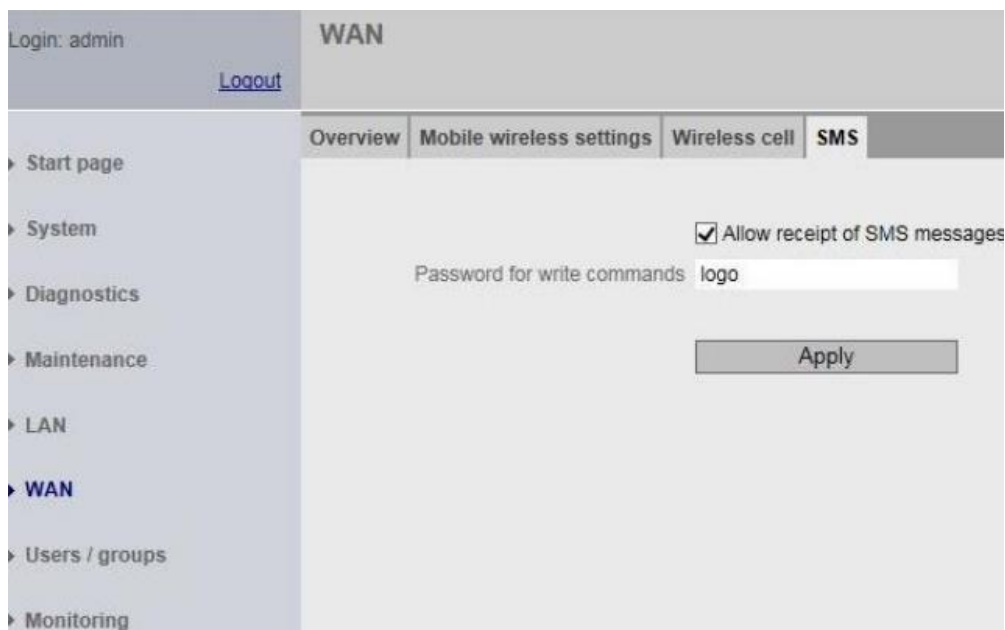 Login: admin
Logout
WAN
Overview
Mobile wireless settings
Wireless cell
SMS
Start page
System
Diagnostics
Maintenance
LAN
WAN
Users / groups
Monitoring
Allow receipt of SMS messages
Password for write commands logo
Apply